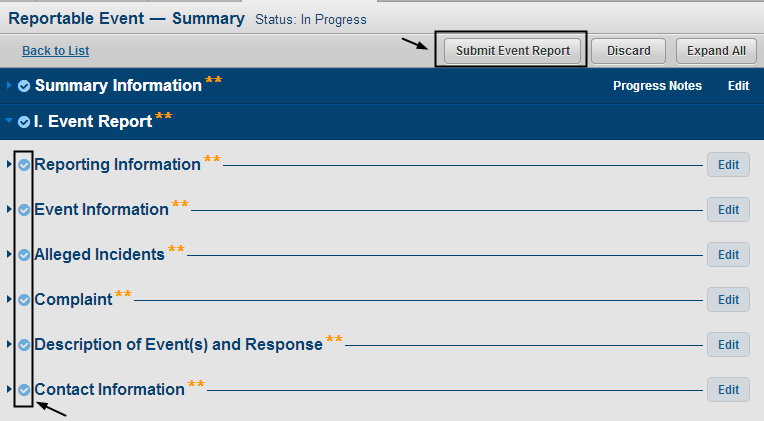 Reportable Event — Summary Status: In Progress
Back to List Submit Event Report Discard Expand All
Summary Information ** Progress Notes Edit
I. Event Report **
Reporting Information ** Edit
Event Information ** Edit
Alleged Incidents ** Edit
Complaint ** Edit
Description of Event(s) and Response ** Edit
Contact Information ** Edit